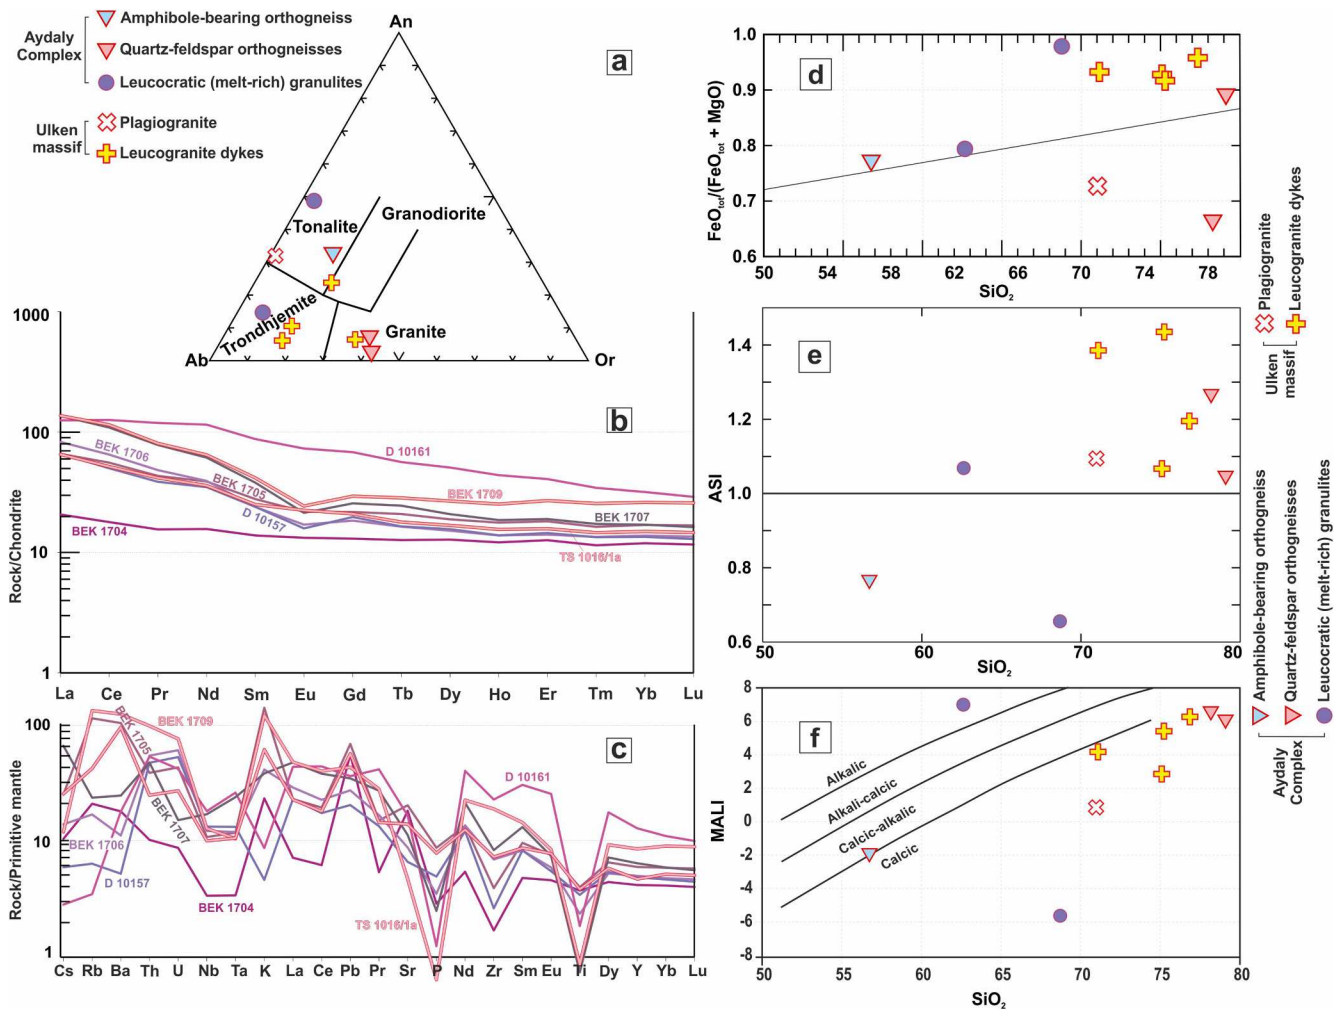 Amphibole-bearing orthogneiss
Aydaly
Complex
Quartz-feldspar orthogneisses
Leucocratic (melt-rich) granulites
Ulken
massif
Plagiogranite
Leucogranite dykes
An
a
Tonalite
Granodiorite
Trondhjemite
Granite
Ab
Or
1000
100
10
1
Rock/Chondrite
b
BEK 1706
D 10161
BEK 1705
BEK 1709
D 10157
BEK 1707
BEK 1704
TS 1016/1a
La Ce Pr Nd Sm Eu Gd Tb Dy Ho Er Tm Yb Lu
100
10
1
Rock/Primitive mantle
c
BEK 1709
BEK 1705
BEK 1707
BEK 1706
D 10157
BEK 1704
D 10161
TS 1016/1a
Cs Rb Ba Th U Nb Ta K La Ce Pb Pr Sr P Nd Zr Sm Eu Ti Dy Y Yb Lu
1.0
0.9
0.8
0.7
0.6
FeOtot/(FeOtot + MgO)
d
50 54 58 62 66 70 74 78
SiO2
1.4
1.2
1.0
0.8
0.6
ASI
e
50 60 70 80
SiO2
8
6
4
2
0
-2
-4
-6
-8
MALI
f
Alkalic
Alkali-calcic
Calcic-alkalic
Calcic
50 55 60 65 70 75 80
SiO2
Plagiogranite
Leucogranite dykes
Ulken
massif
Amphibole-bearing orthogneiss
Quartz-feldspar orthogneisses
Leucocratic (melt-rich) granulites
Aydaly
Complex